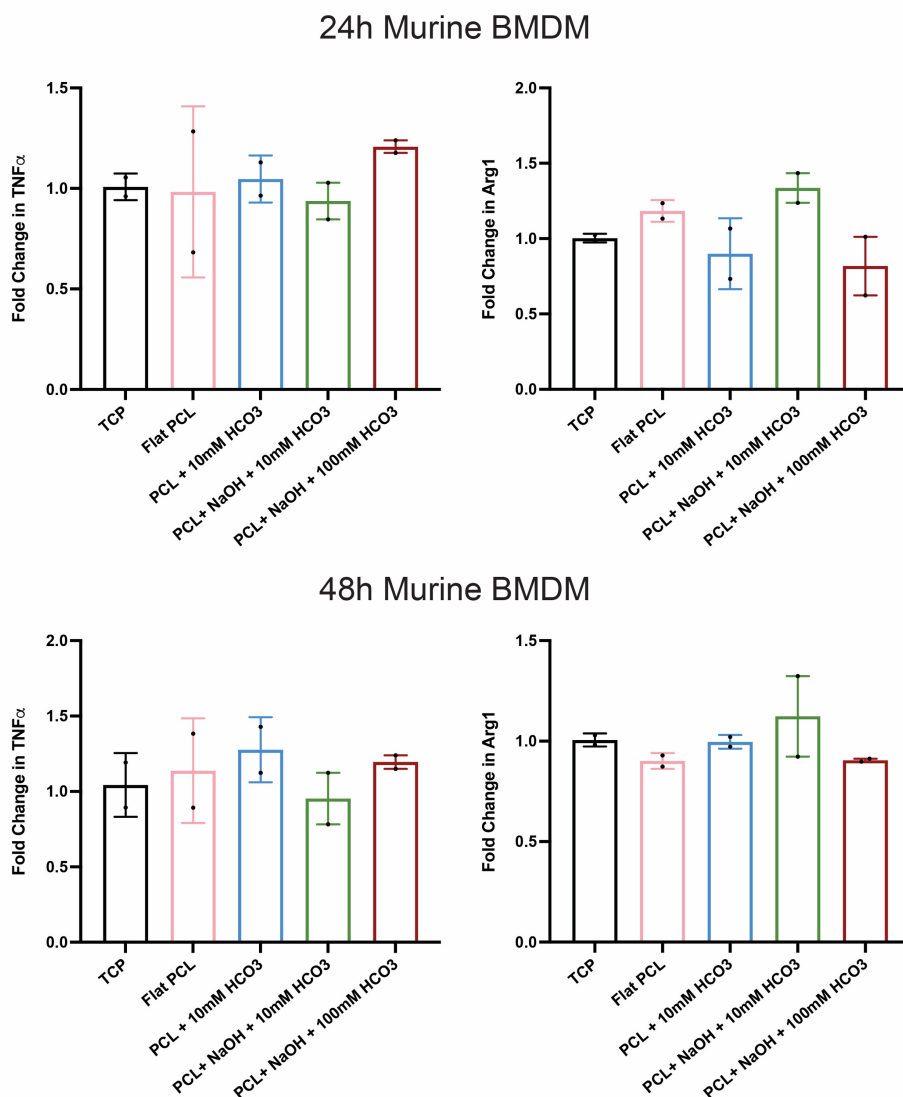 24h Murine BMDM
Fold Change in TNFα
1.5
1.0
0.5
0.0
TCP
Flat PCL
PCL + 10mM HCO3
PCL+ NaOH + 10mM HCO3
PCL+ NaOH + 100mM HCO3
Fold Change in Arg1
2.0
1.5
1.0
0.5
0.0
TCP
Flat PCL
PCL + 10mM HCO3
PCL+ NaOH + 10mM HCO3
PCL+ NaOH + 100mM HCO3
48h Murine BMDM
Fold Change in TNFα
2.0
1.5
1.0
0.5
0.0
TCP
Flat PCL
PCL + 10mM HCO3
PCL+ NaOH + 10mM HCO3
PCL+ NaOH + 100mM HCO3
Fold Change in Arg1
1.5
1.0
0.5
0.0
TCP
Flat PCL
PCL + 10mM HCO3
PCL+ NaOH + 10mM HCO3
PCL+ NaOH + 100mM HCO3